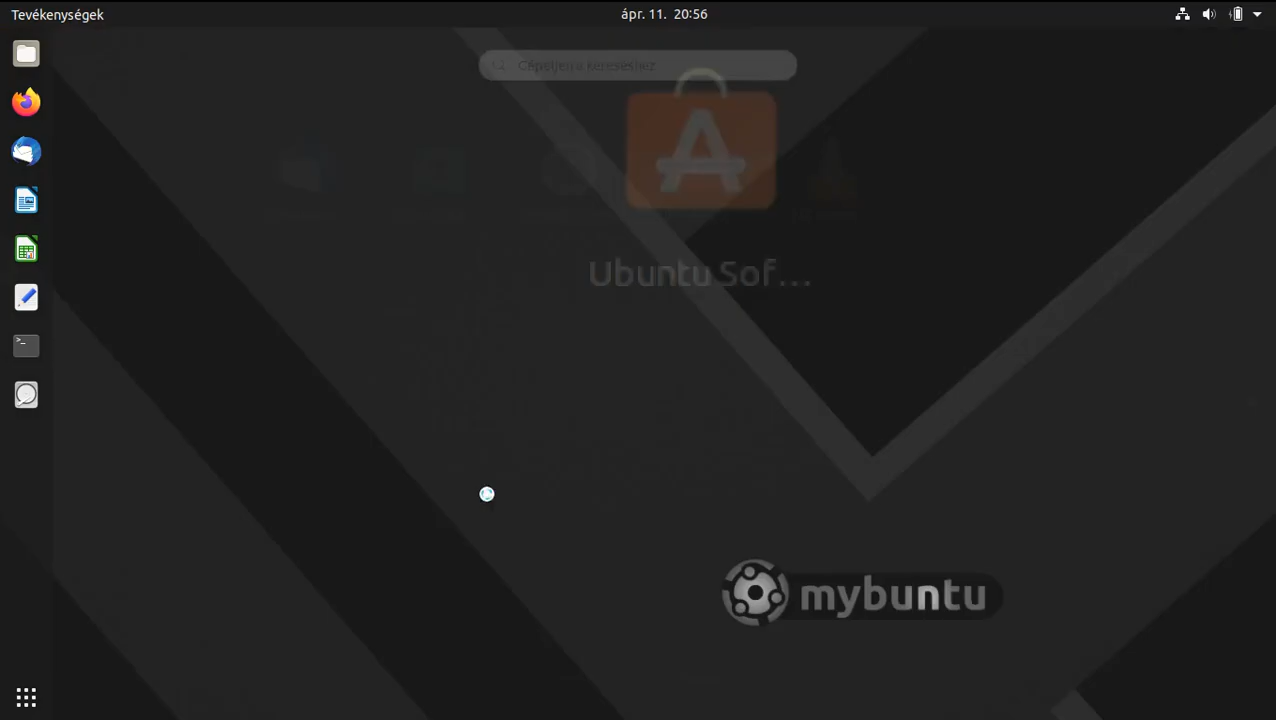 Tevékenységek
ápr. 11. 20:56
Ubuntu Sof…
mybuntu